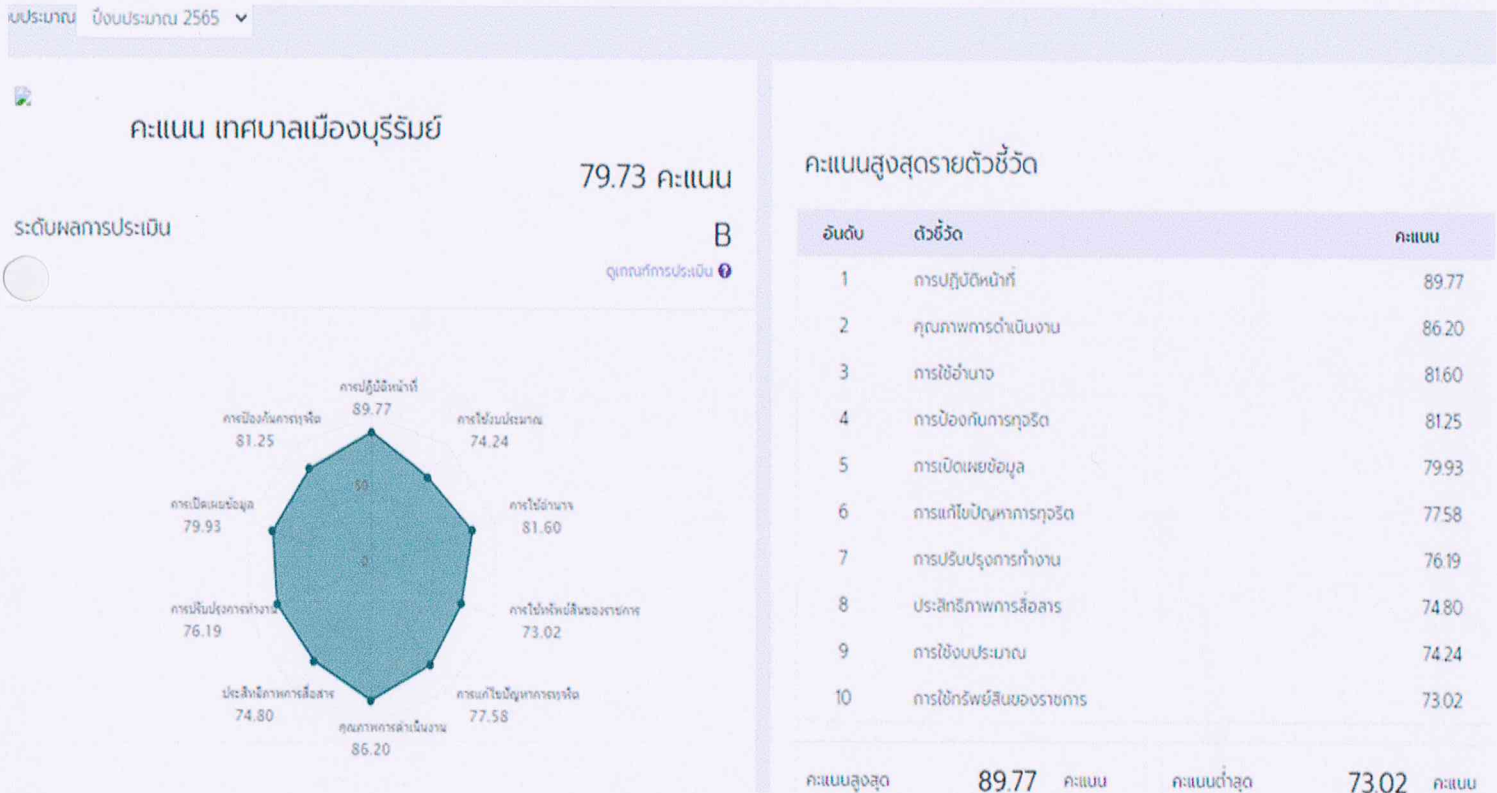 งบประมาณ ปีงบประมาณ 2565
คะแนน เทศบาลเมืองบุรีรัมย์
79.73 คะแนน
ระดับผลการประเมิน
B
ดูเกณฑ์การประเมิน
การปฏิบัติหน้าที่
89.77
การป้องกันการทุจริต
81.25
การใช้งบประมาณ
74.24
50
การเปิดเผยข้อมูล
79.93
การใช้อำนาจ
81.60
0
การปรับปรุงการทำงาน
76.19
การใช้ทรัพย์สินของราชการ
73.02
ประสิทธิภาพการสื่อสาร
74.80
การแก้ไขปัญหาการทุจริต
77.58
คุณภาพการดำเนินงาน
86.20
คะแนนสูงสุดรายตัวชี้วัด
อันดับ ตัวชี้วัด คะแนน
1 การปฏิบัติหน้าที่ 89.77
2 คุณภาพการดำเนินงาน 86.20
3 การใช้อำนาจ 81.60
4 การป้องกันการทุจริต 81.25
5 การเปิดเผยข้อมูล 79.93
6 การแก้ไขปัญหาการทุจริต 77.58
7 การปรับปรุงการทำงาน 76.19
8 ประสิทธิภาพการสื่อสาร 74.80
9 การใช้งบประมาณ 74.24
10 การใช้ทรัพย์สินของราชการ 73.02
คะแนนสูงสุด 89.77 คะแนน คะแนนต่ำสุด 73.02 คะแนน